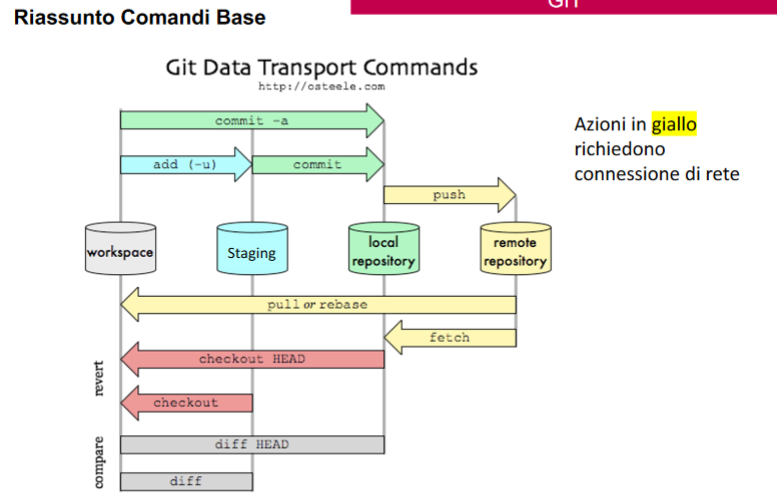 Riassunto Comandi Base
GIT
Git Data Transport Commands
http://osteele.com
commit -a
Azioni in giallo
richiedono
connessione di rete
add (-u)
commit
push
workspace
Staging
local
repository
remote
repository
pull or rebase
fetch
revert
checkout HEAD
checkout
compare
diff HEAD
diff